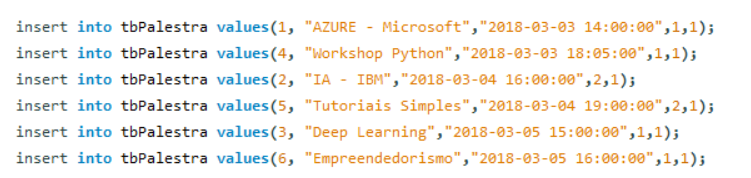 insert into tbPalestra values(1, "AZURE - Microsoft","2018-03-03 14:00:00",1,1);
insert into tbPalestra values(4, "Workshop Python","2018-03-03 18:05:00",1,1);
insert into tbPalestra values(2, "IA - IBM","2018-03-04 16:00:00",2,1);
insert into tbPalestra values(5, "Tutoriais Simples","2018-03-04 19:00:00",2,1);
insert into tbPalestra values(3, "Deep Learning","2018-03-05 15:00:00",1,1);
insert into tbPalestra values(6, "Empreendedorismo","2018-03-05 16:00:00",1,1);